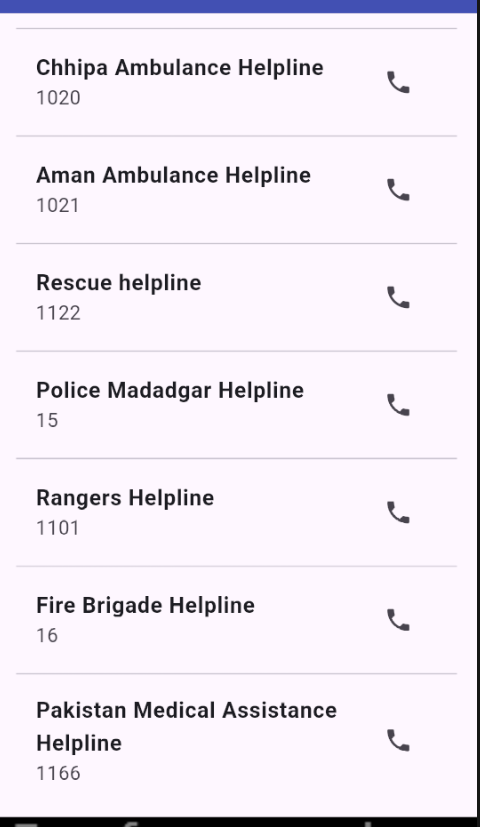 Chhipa Ambulance Helpline
1020
Aman Ambulance Helpline
1021
Rescue helpline
1122
Police Madadgar Helpline
15
Rangers Helpline
1101
Fire Brigade Helpline
16
Pakistan Medical Assistance
Helpline
1166